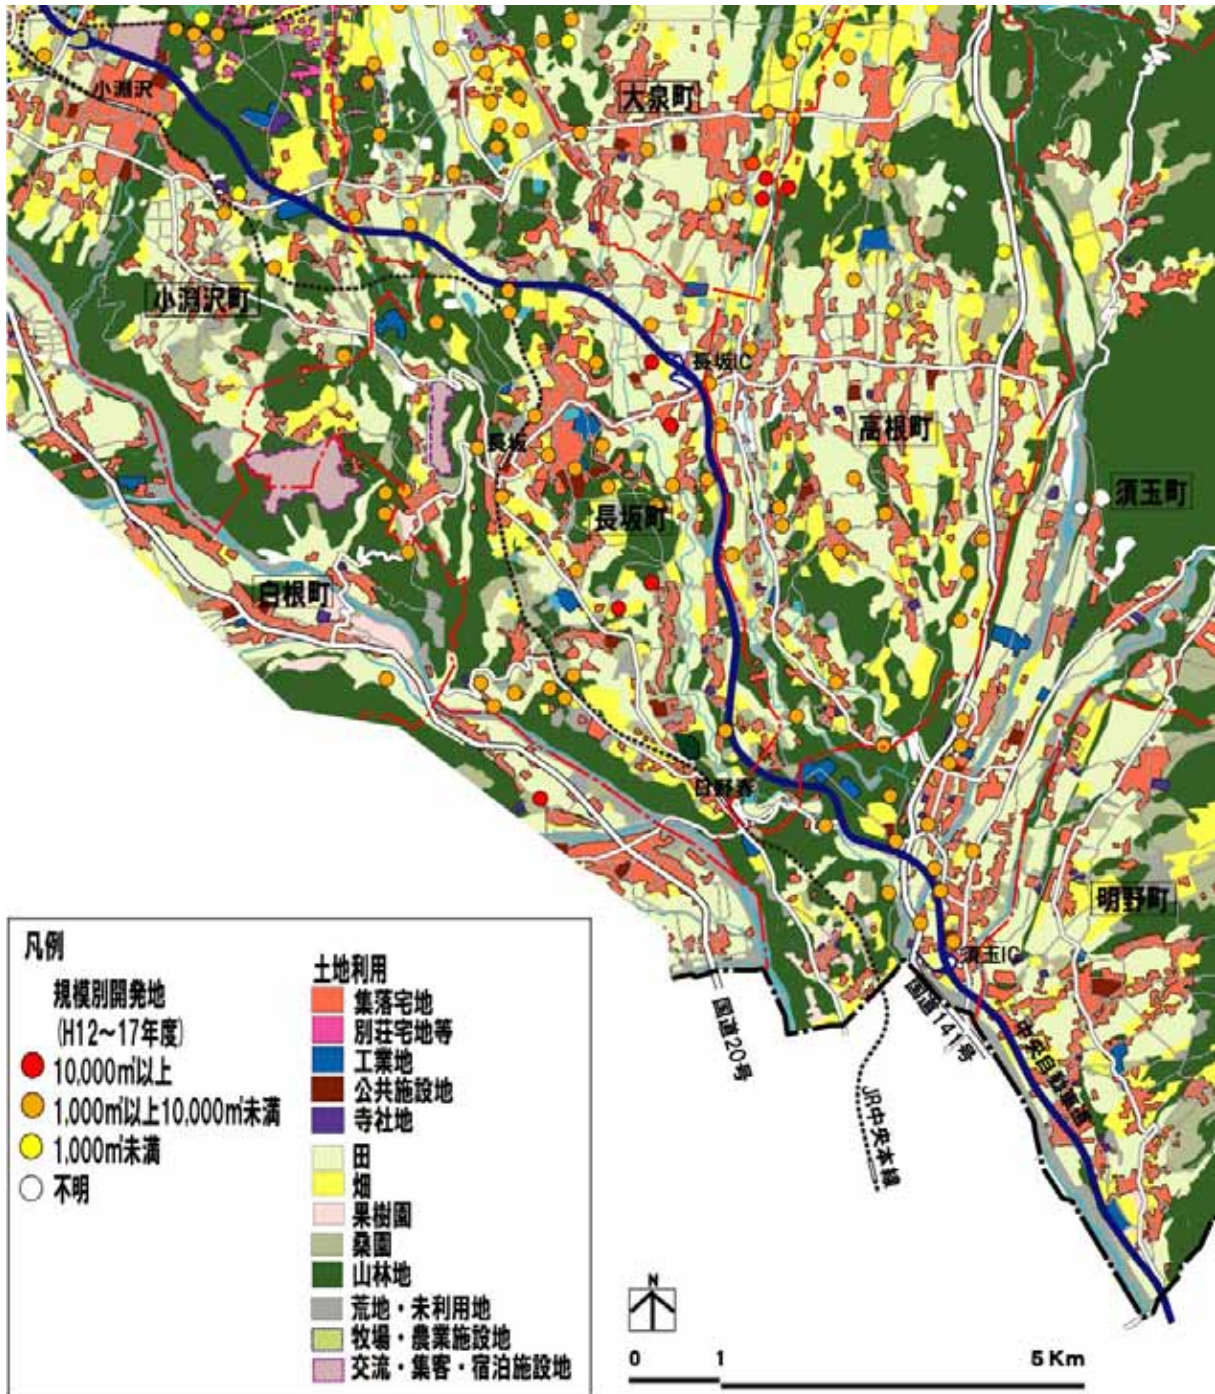 小淵沢
大泉町
小淵沢町
長坂IC
高根町
長坂
須玉町
長坂町
白根町
日野春
明野町
須玉IC
国道20号
国道141号
中央自動車道
JR中央本線
凡例
規模別開発地
(H12～17年度)
10,000㎡以上
1,000㎡以上10,000㎡未満
1,000㎡未満
不明
土地利用
集落宅地
別荘宅地等
工業地
公共施設地
寺社地
田
畑
果樹園
桑園
山林地
荒地・未利用地
牧場・農業施設地
交流・集客・宿泊施設地
N
0 1 5 Km